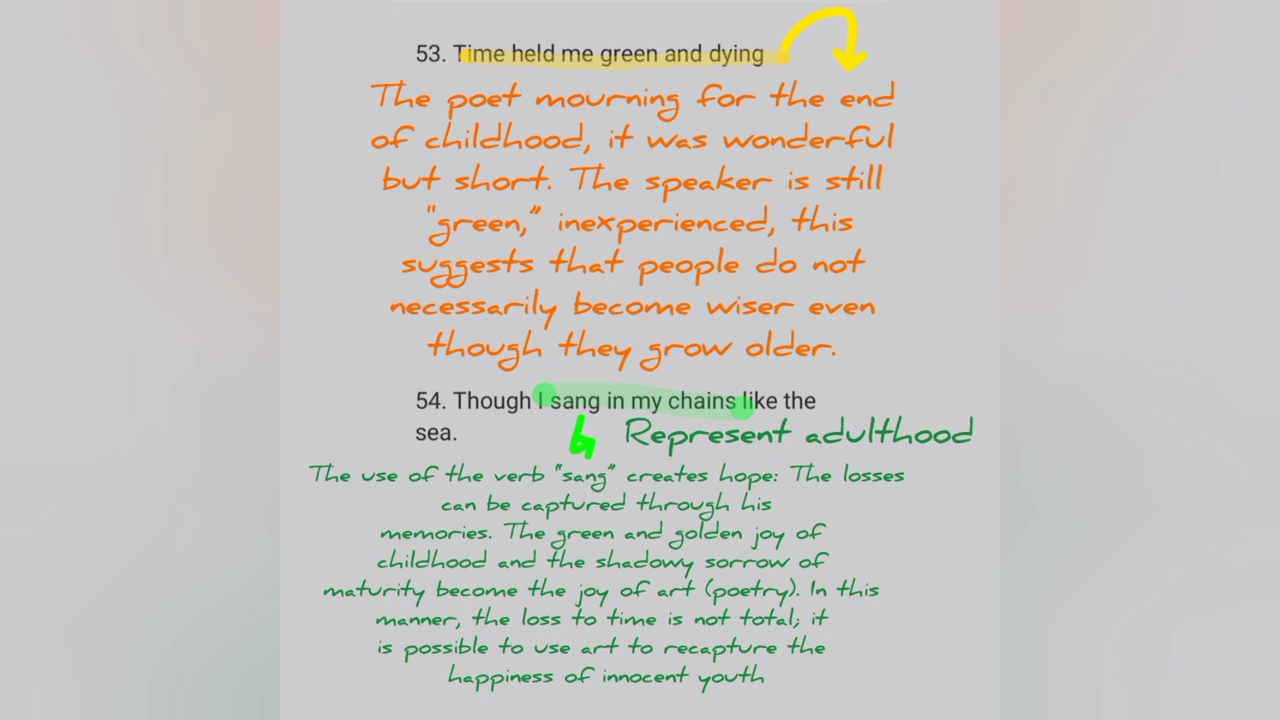 53. Time held me green and dying
The poet mourning for the end
of childhood, it was wonderful
but short. The speaker is still
"green,” inexperienced, this
suggests that people do not
necessarily become wiser even
though they grow older.
54. Though I sang in my chains like the
sea.
Represent adulthood
The use of the verb “sang” creates hope: The losses
can be captured through his
memories. The green and golden joy of
childhood and the shadowy sorrow of
maturity become the joy of art (poetry). In this
manner, the loss to time is not total; it
is possible to use art to recapture the
happiness of innocent youth